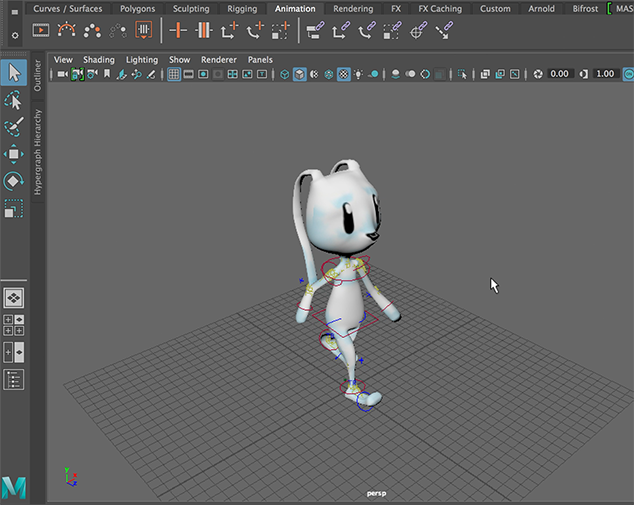 Curves / Surfaces Polygons Sculpting Rigging Animation Rendering FX FX Caching Custom Arnold Bifrost MAS
View Shading Lighting Show Renderer Panels
0.00 1.00
Outliner
Hypergraph Hierarchy
y
x
z
persp
M